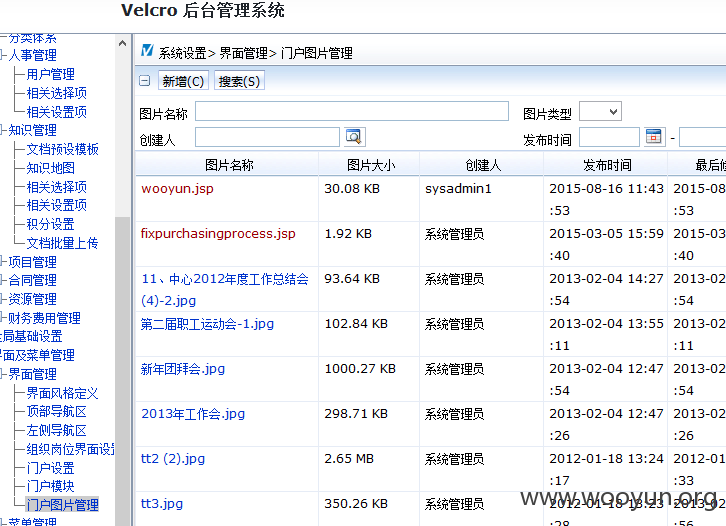 Velcro 后台管理系统
分类体系
人事管理
用户管理
相关选择项
相关设置项
知识管理
文档预设模板
知识地图
相关选择项
相关设置项
积分设置
文档批量上传
项目管理
合同管理
资源管理
财务费用管理
局基础设置
面及菜单管理
界面管理
界面风格定义
顶部导航区
左侧导航区
组织岗位界面设
门户设置
门户模块
门户图片管理
菜单管理
系统设置> 界面管理> 门户图片管理
新增(C) 搜索(S)
图片名称 图片类型
创建人 发布时间 -
图片名称 图片大小 创建人 发布时间 最后
wooyun.jsp 30.08 KB sysadmin1 2015-08-16 11:43 2015-08
:53 :53
fixpurchasingprocess.jsp 1.92 KB 系统管理员 2015-03-05 15:59 2015-03
:40 :40
11、中心2012年度工作总结会 93.64 KB 系统管理员 2013-02-04 14:27 2013-02
(4)-2.jpg :54 :54
第二届职工运动会-1.jpg 102.84 KB 系统管理员 2013-02-04 13:55 2013-02
:11 :11
新年团拜会.jpg 1000.27 KB 系统管理员 2013-02-04 12:47 2013-02
:54 :54
2013年工作会.jpg 298.71 KB 系统管理员 2013-02-04 12:47 2013-02
:26 :26
tt2 (2).jpg 2.65 MB 系统管理员 2012-01-18 13:24 2012-01
:17 :33
tt3.jpg 350.26 KB 系统管理员 2012-01-18 13:23 2012-01
:28 :56
www.wooyun.org